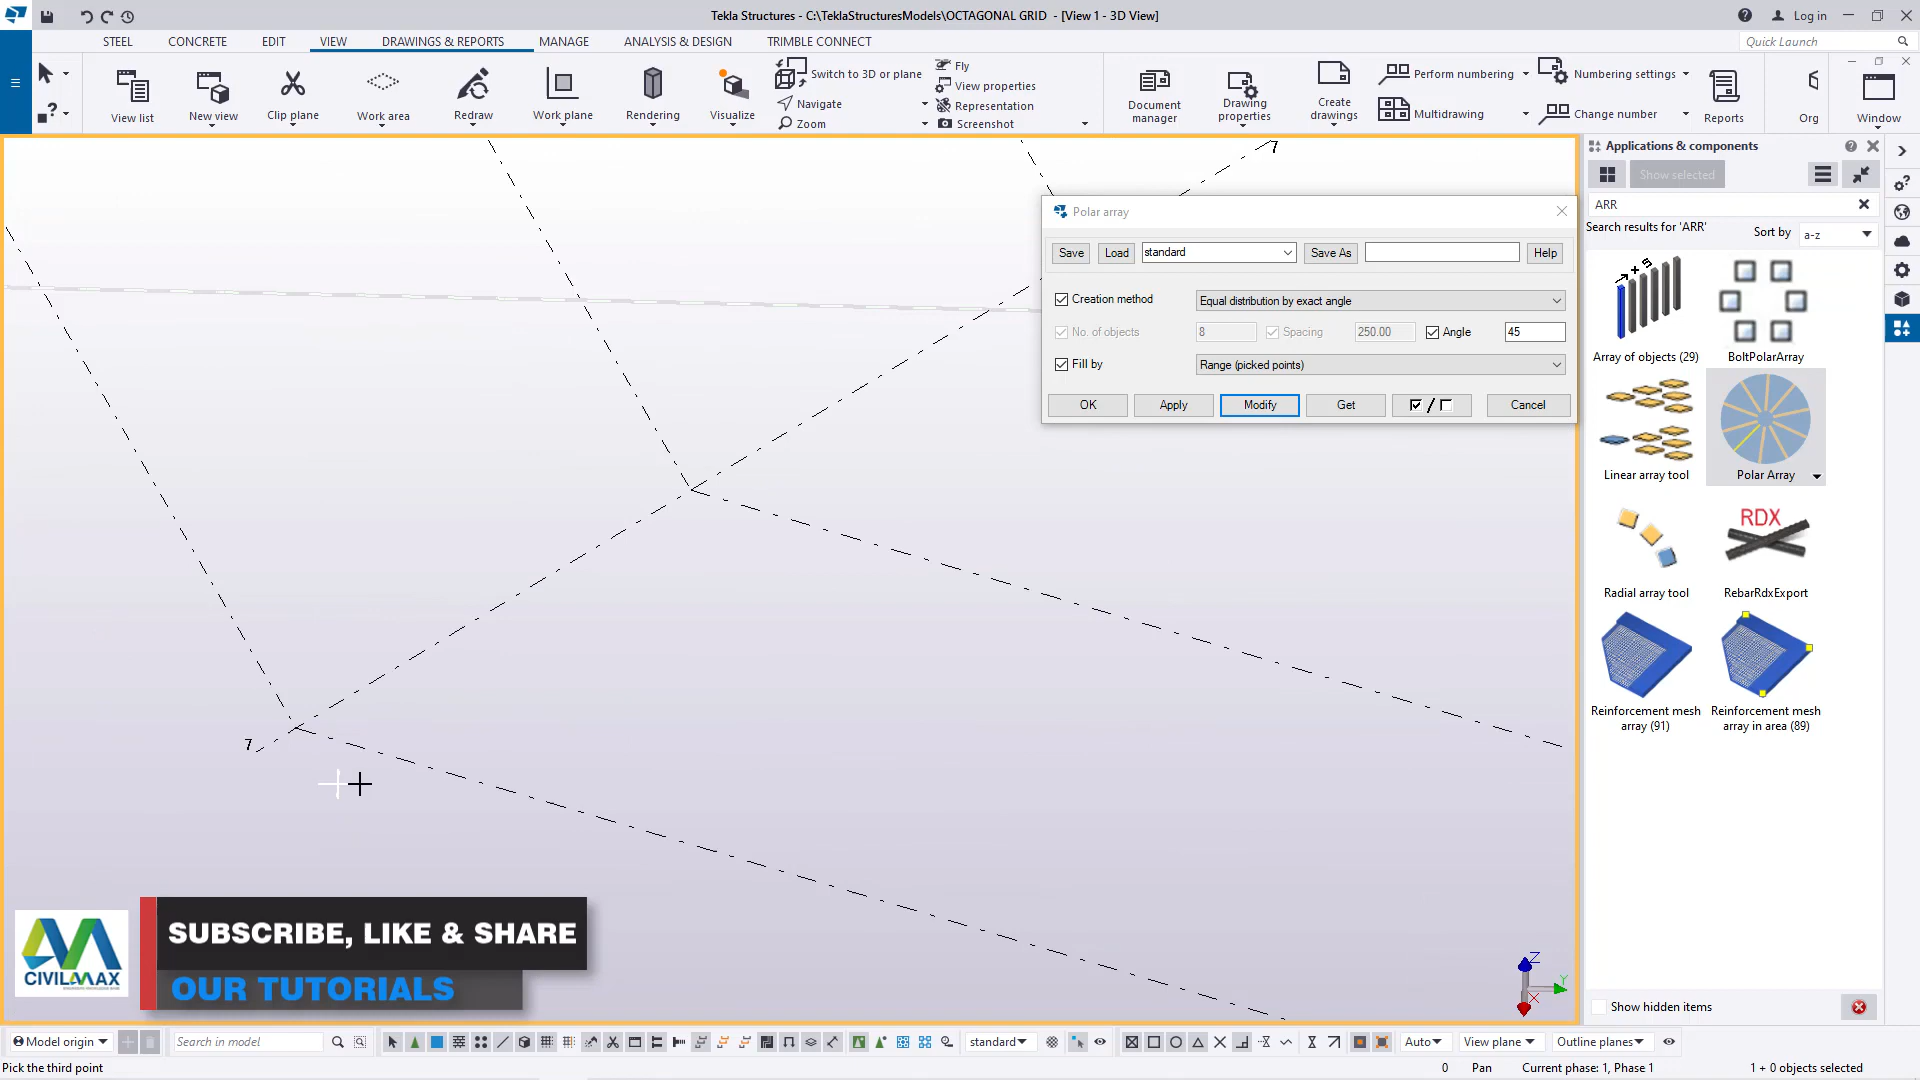 Tekla Structures - C:\TeklaStructuresModels\OCTAGONAL GRID - [View 1 - 3D View]
Log in
STEEL CONCRETE EDIT VIEW DRAWINGS & REPORTS MANAGE ANALYSIS & DESIGN TRIMBLE CONNECT
Quick Launch
View list
New view
Clip plane
Work area
Redraw
Work plane
Rendering
Visualize
Switch to 3D or plane
Navigate
Zoom
Fly
View properties
Representation
Screenshot
Document manager
Drawing properties
Create drawings
Perform numbering
Multidrawing
Numbering settings
Change number
Reports
Org
Window
7
Polar array
Save Load standard Save As Help
Creation method Equal distribution by exact angle
No. of objects 8 Spacing 250.00 Angle 45
Fill by Range (picked points)
OK Apply Modify Get / Cancel
Applications & components
Show selected
ARR
Search results for 'ARR' Sort by a-z
Array of objects (29) BoltPolarArray
Linear array tool Polar Array
RDX
Radial array tool RebarRdxExport
Reinforcement mesh array (91)
Reinforcement mesh array in area (89)
Show hidden items
7
CIVILMAX
SUBSCRIBE, LIKE & SHARE
OUR TUTORIALS
Z
Y
X
Model origin Search in model standard Auto View plane Outline planes
Pick the third point 0 Pan Current phase: 1, Phase 1 1 + 0 objects selected